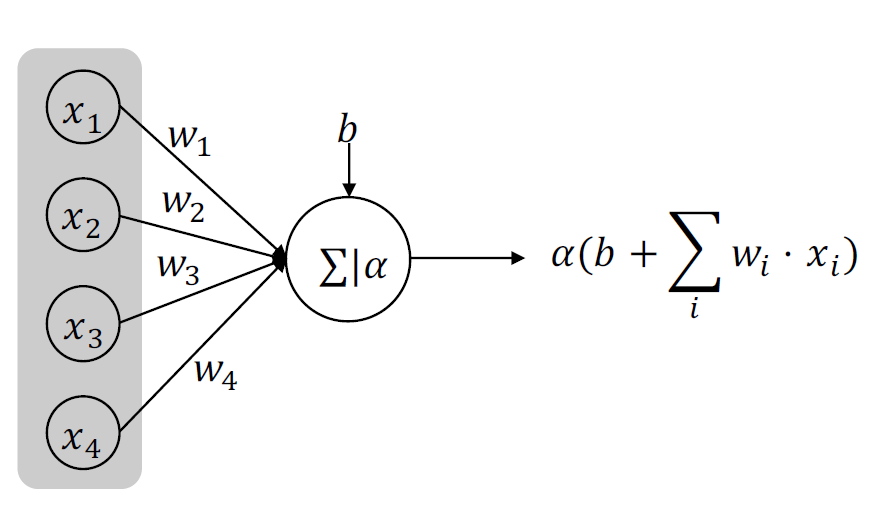 x₁
w₁
b
x₂
w₂
w₃
∑|α
α(b + ∑ᵢ wᵢ · xᵢ)
x₃
w₄
x₄